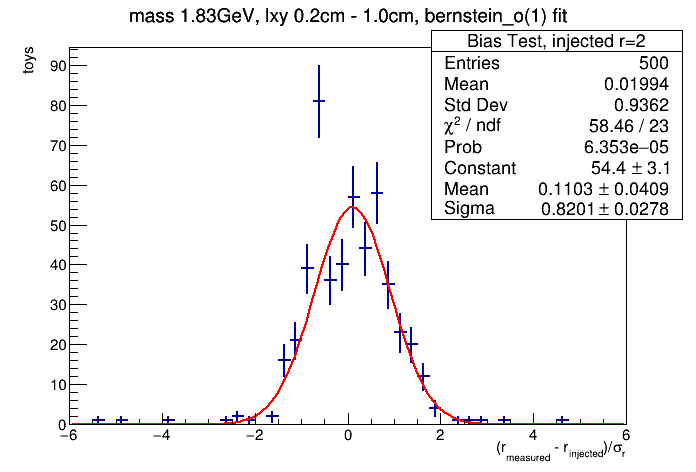 mass 1.83GeV, lxy 0.2cm - 1.0cm, bernstein_o(1) fit
Bias Test, injected r=2
Entries 500
Mean 0.01994
Std Dev 0.9362
χ² / ndf 58.46 / 23
Prob 6.353e−05
Constant 54.4 ± 3.1
Mean 0.1103 ± 0.0409
Sigma 0.8201 ± 0.0278
toys
90
80
70
60
50
40
30
20
10
0
−6 −4 −2 0 2 4 6
(r_measured - r_injected)/σ_r